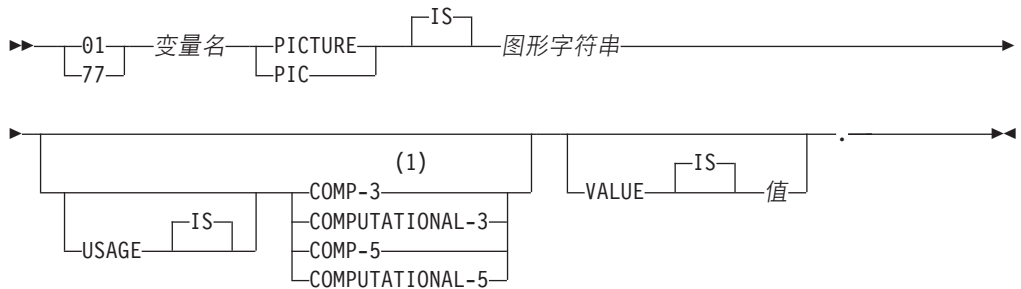 IS
01 变量名 PICTURE 图形字符串
77 PIC
(1)
COMP-3 IS
IS COMPUTATIONAL-3 VALUE 值 .
USAGE COMP-5
COMPUTATIONAL-5